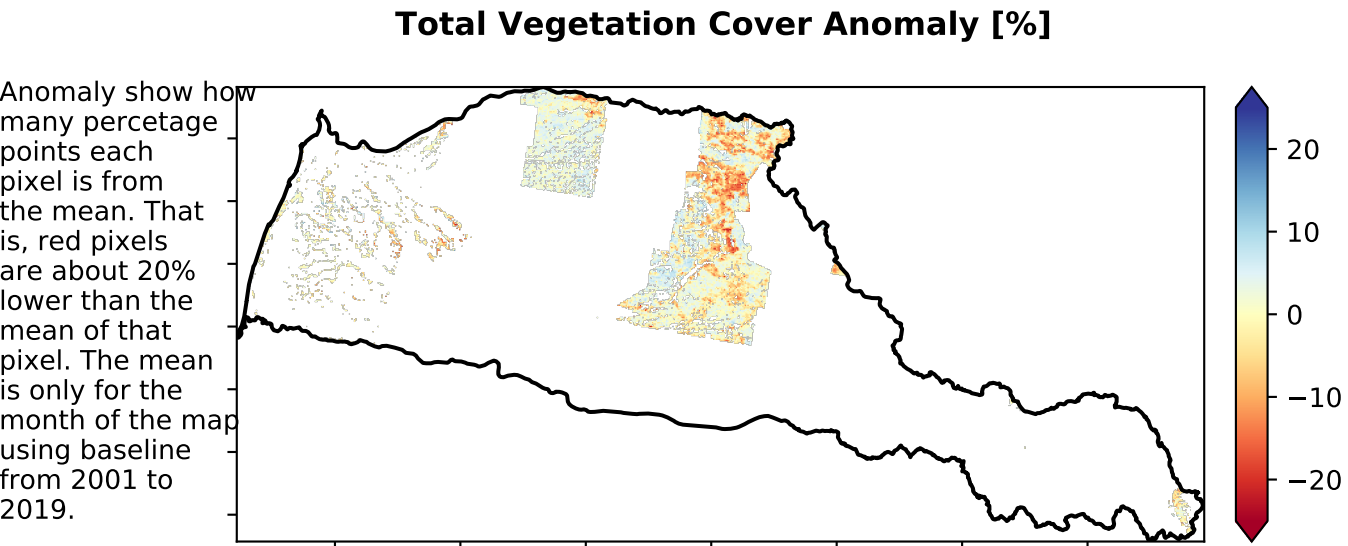 Total Vegetation Cover Anomaly [%]
Anomaly show how
many percetage
points each
pixel is from
the mean. That
is, red pixels
are about 20%
lower than the
mean of that
pixel. The mean
is only for the
month of the map
using baseline
from 2001 to
2019.
20
10
0
−10
−20